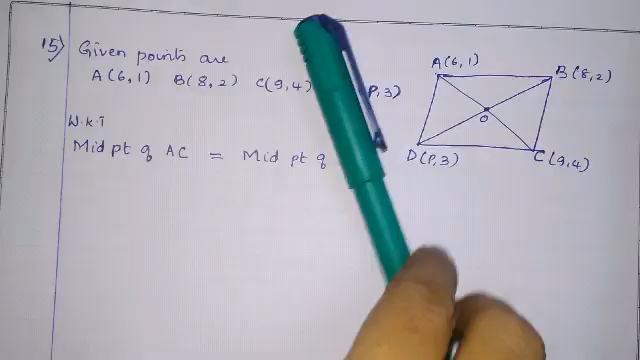 15) Given points are
A(6,1) B(8,2) C(9,4) P,3)
W.K.T
Mid pt of AC = Mid pt of
A(6,1)
B(8,2)
O
D(P,3)
C(9,4)